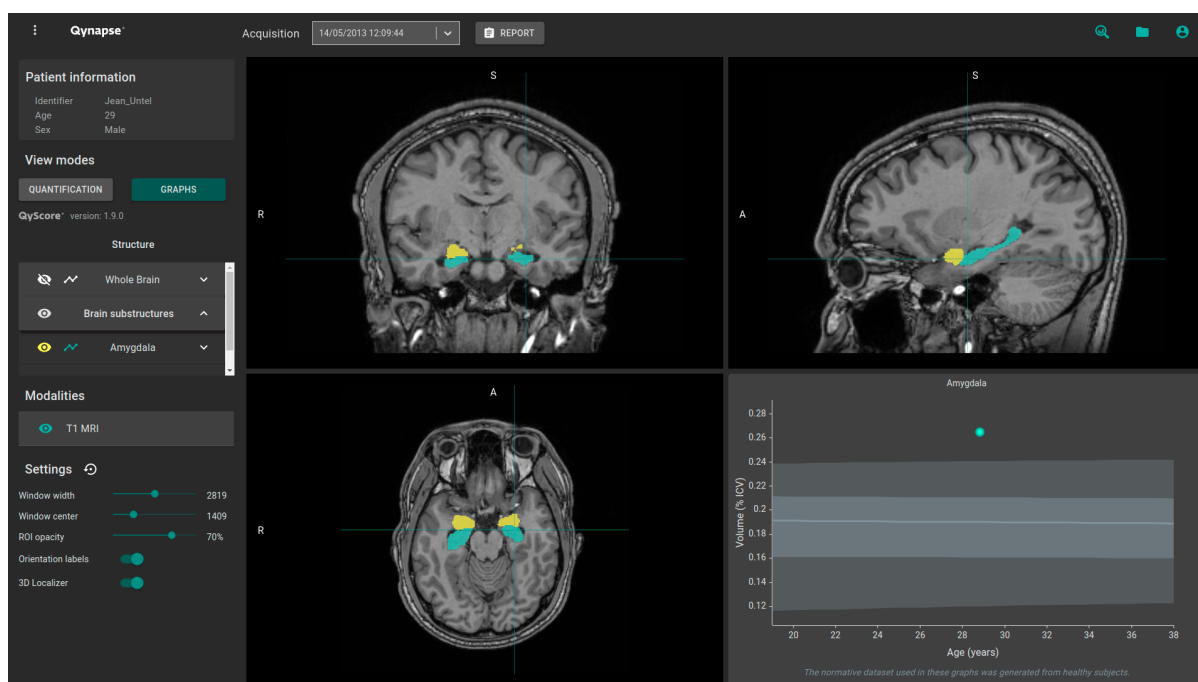 Qynapse
Acquisition
14/05/2013 12:09:44
REPORT
Patient information
Identifier Jean_Untel
Age 29
Sex Male
View modes
QUANTIFICATION GRAPHS
QyScore® version: 1.9.0
Structure
Whole Brain
Brain substructures
Amygdala
Modalities
T1 MRI
Settings
Window width 2819
Window center 1409
ROI opacity 70%
Orientation labels
3D Localizer
S
R
S
A
A
R
Amygdala
Volume (% ICV)
0.28
0.26
0.24
0.22
0.2
0.18
0.16
0.14
0.12
20 22 24 26 28 30 32 34 36 38
Age (years)
The normative dataset used in these graphs was generated from healthy subjects.